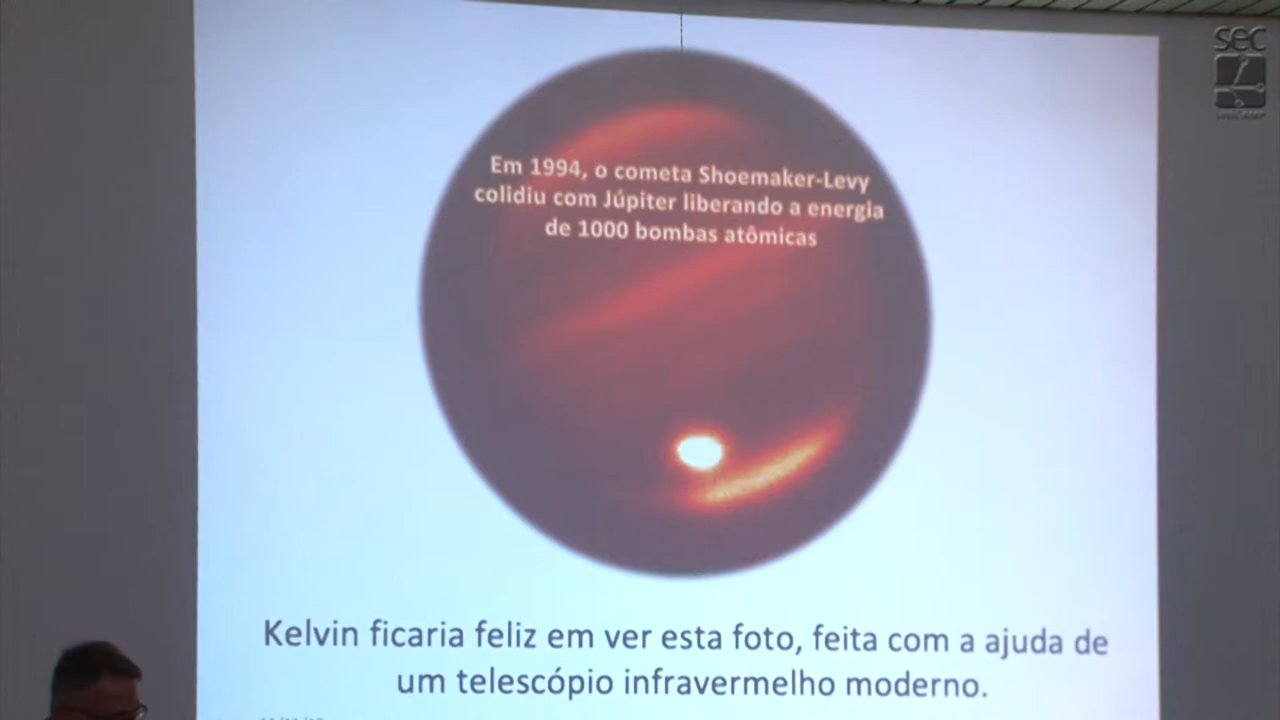 sec
Em 1994, o cometa Shoemaker-Levy
colidiu com Júpiter liberando a energia
de 1000 bombas atômicas
Kelvin ficaria feliz em ver esta foto, feita com a ajuda de
um telescópio infravermelho moderno.